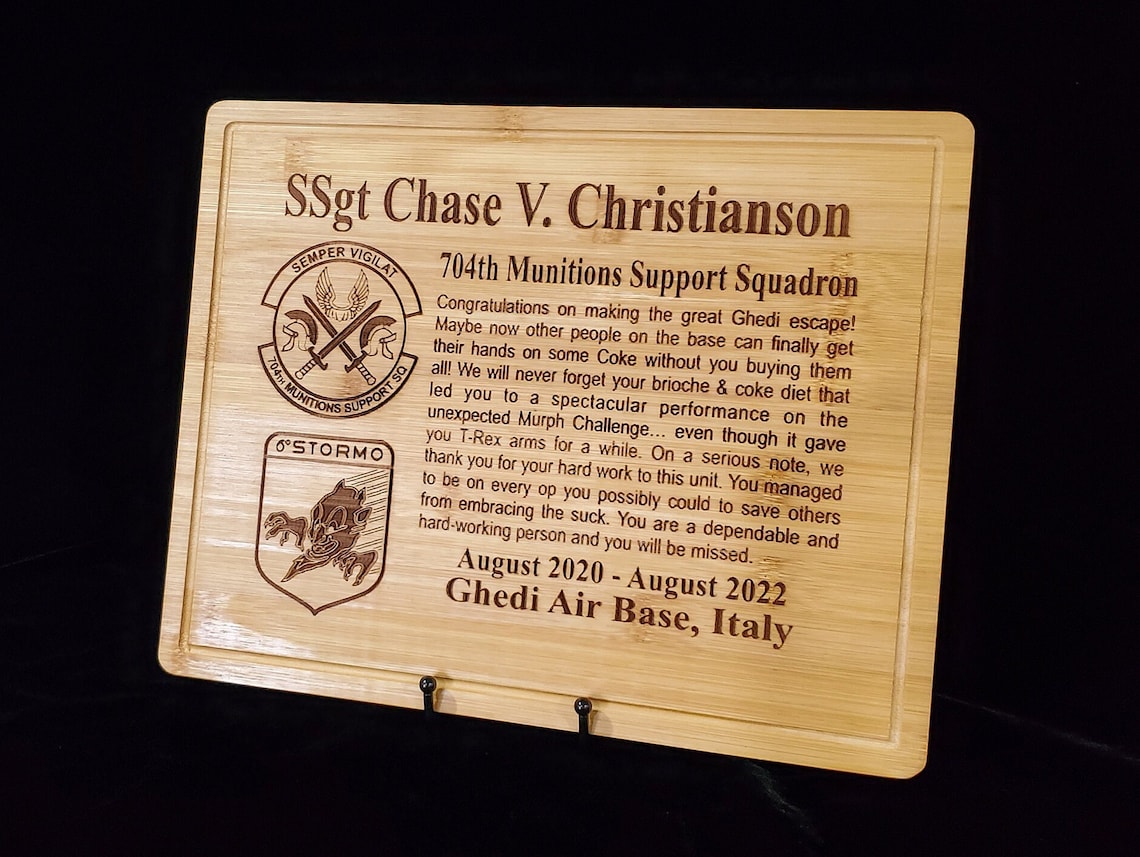 SSgt Chase V. Christianson
704th Munitions Support Squadron
Congratulations on making the great Ghedi escape!
Maybe now other people on the base can finally get
their hands on some Coke without you buying them
all! We will never forget your brioche & coke diet that
led you to a spectacular performance on the
unexpected Murph Challenge... even though it gave
you T-Rex arms for a while. On a serious note, we
thank you for your hard work to this unit. You managed
to be on every op you possibly could to save others
from embracing the suck. You are a dependable and
hard-working person and you will be missed.
August 2020 - August 2022
Ghedi Air Base, Italy
SEMPER VIGILAT
704TH MUNITIONS SUPPORT SQ
6° STORMO